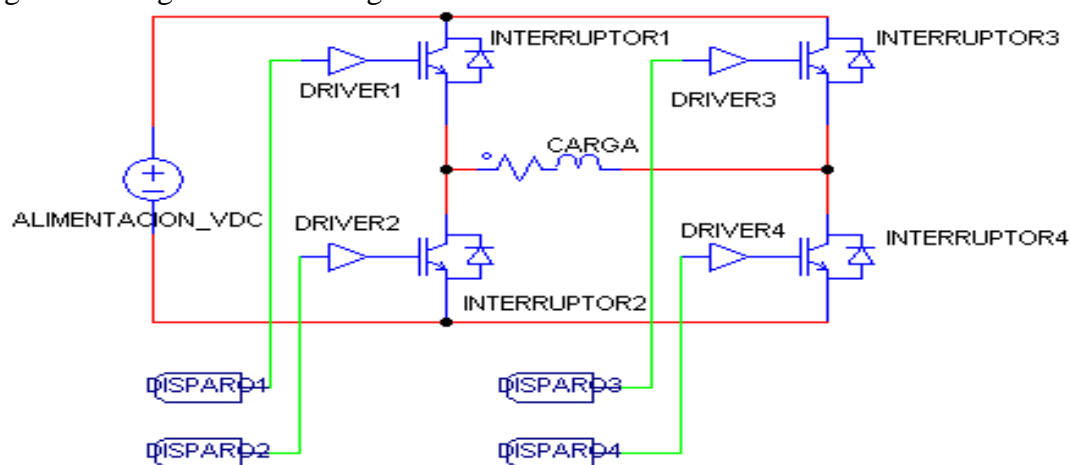 INTERRUPTOR1
INTERRUPTOR3
DRIVER1
DRIVER3
CARGA
ALIMENTACION_VDC
DRIVER2
DRIVER4
INTERRUPTOR4
INTERRUPTOR2
DISPARO1
DISPARO3
DISPARO2
DISPARO4